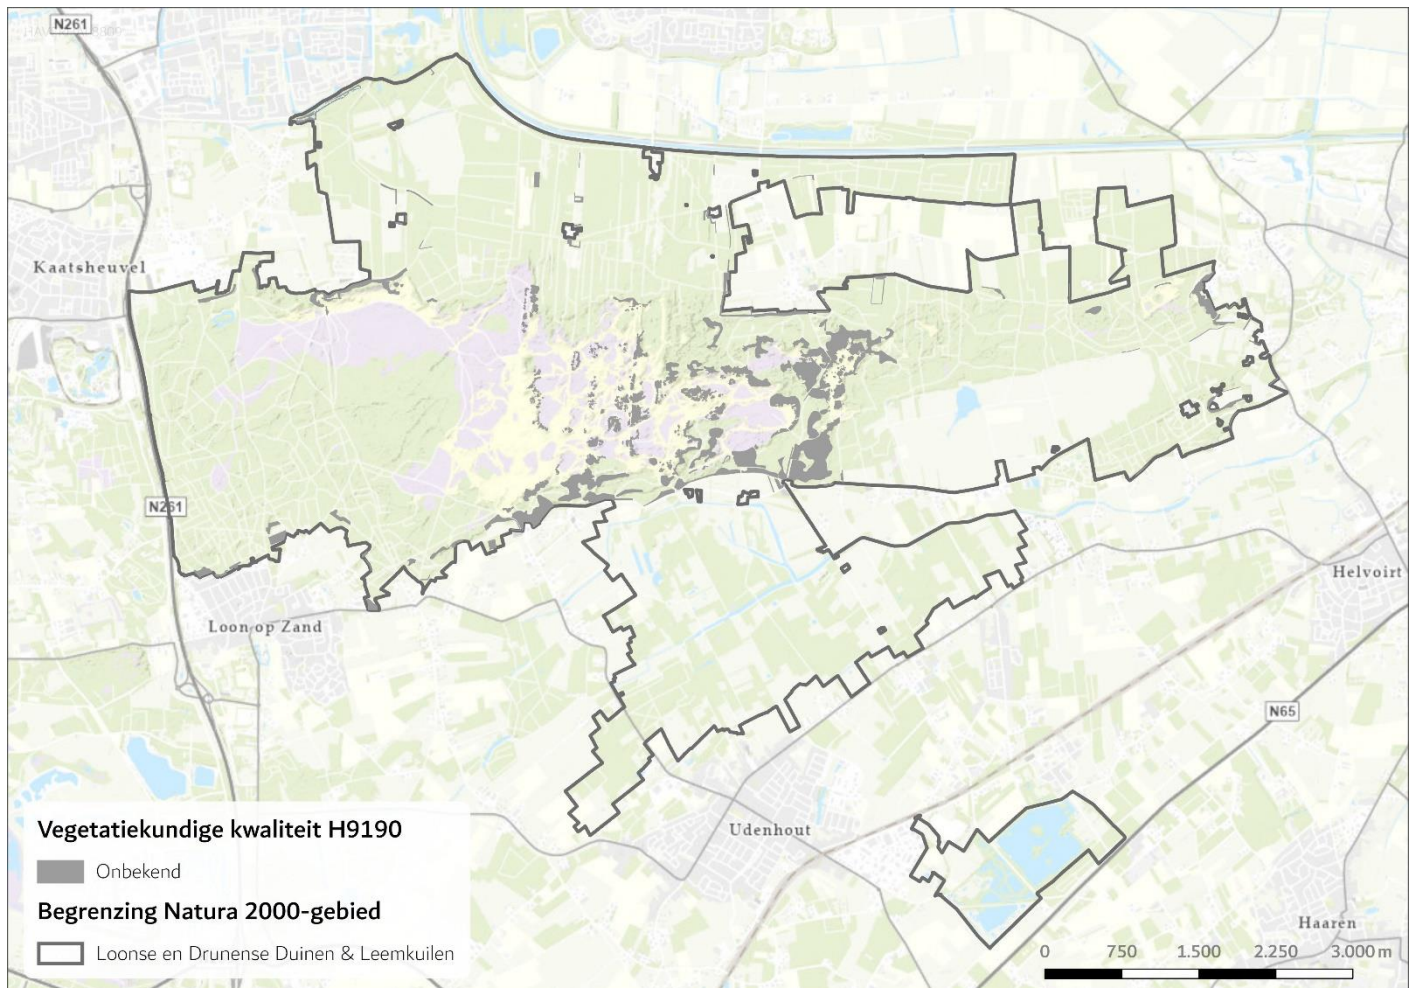 N261
Kaatsheuvel
N261
Helvoirt
Loon op Zand
N65
Vegetatiekundige kwaliteit H9190
Udenhout
Onbekend
Begrenzing Natura 2000-gebied
Haaren
Loonse en Drunense Duinen & Leemkuilen
0 750 1.500 2.250 3.000 m